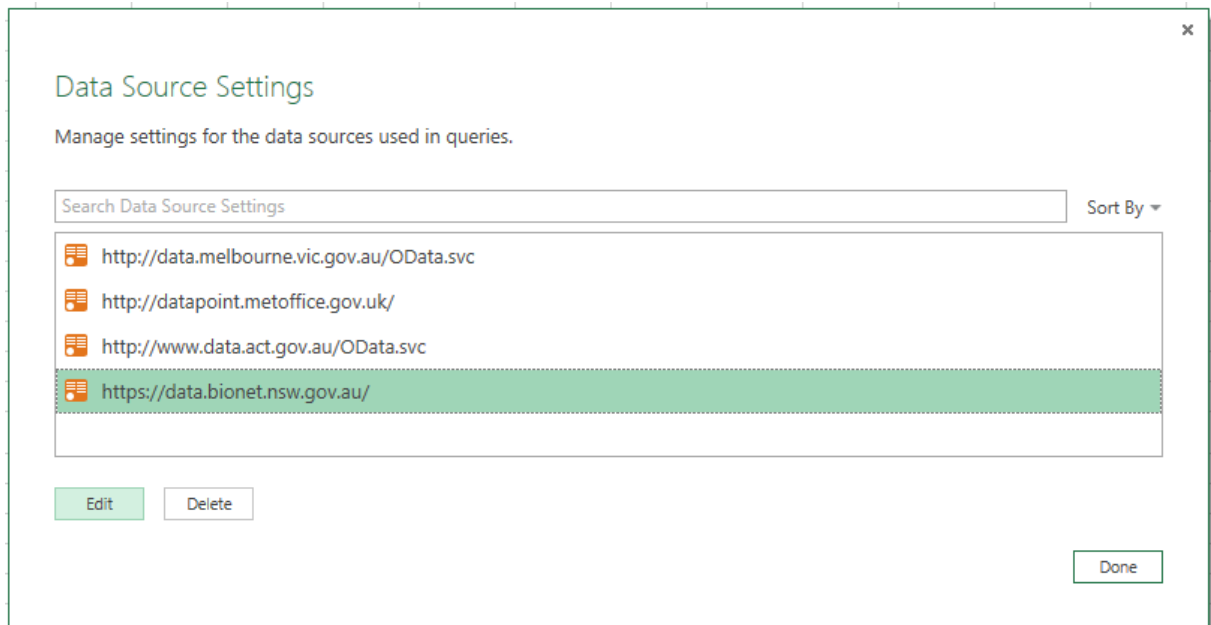 Data Source Settings
Manage settings for the data sources used in queries.
Search Data Source Settings
Sort By
http://data.melbourne.vic.gov.au/OData.svc
http://datapoint.metoffice.gov.uk/
http://www.data.act.gov.au/OData.svc
https://data.bionet.nsw.gov.au/
Edit
Delete
Done